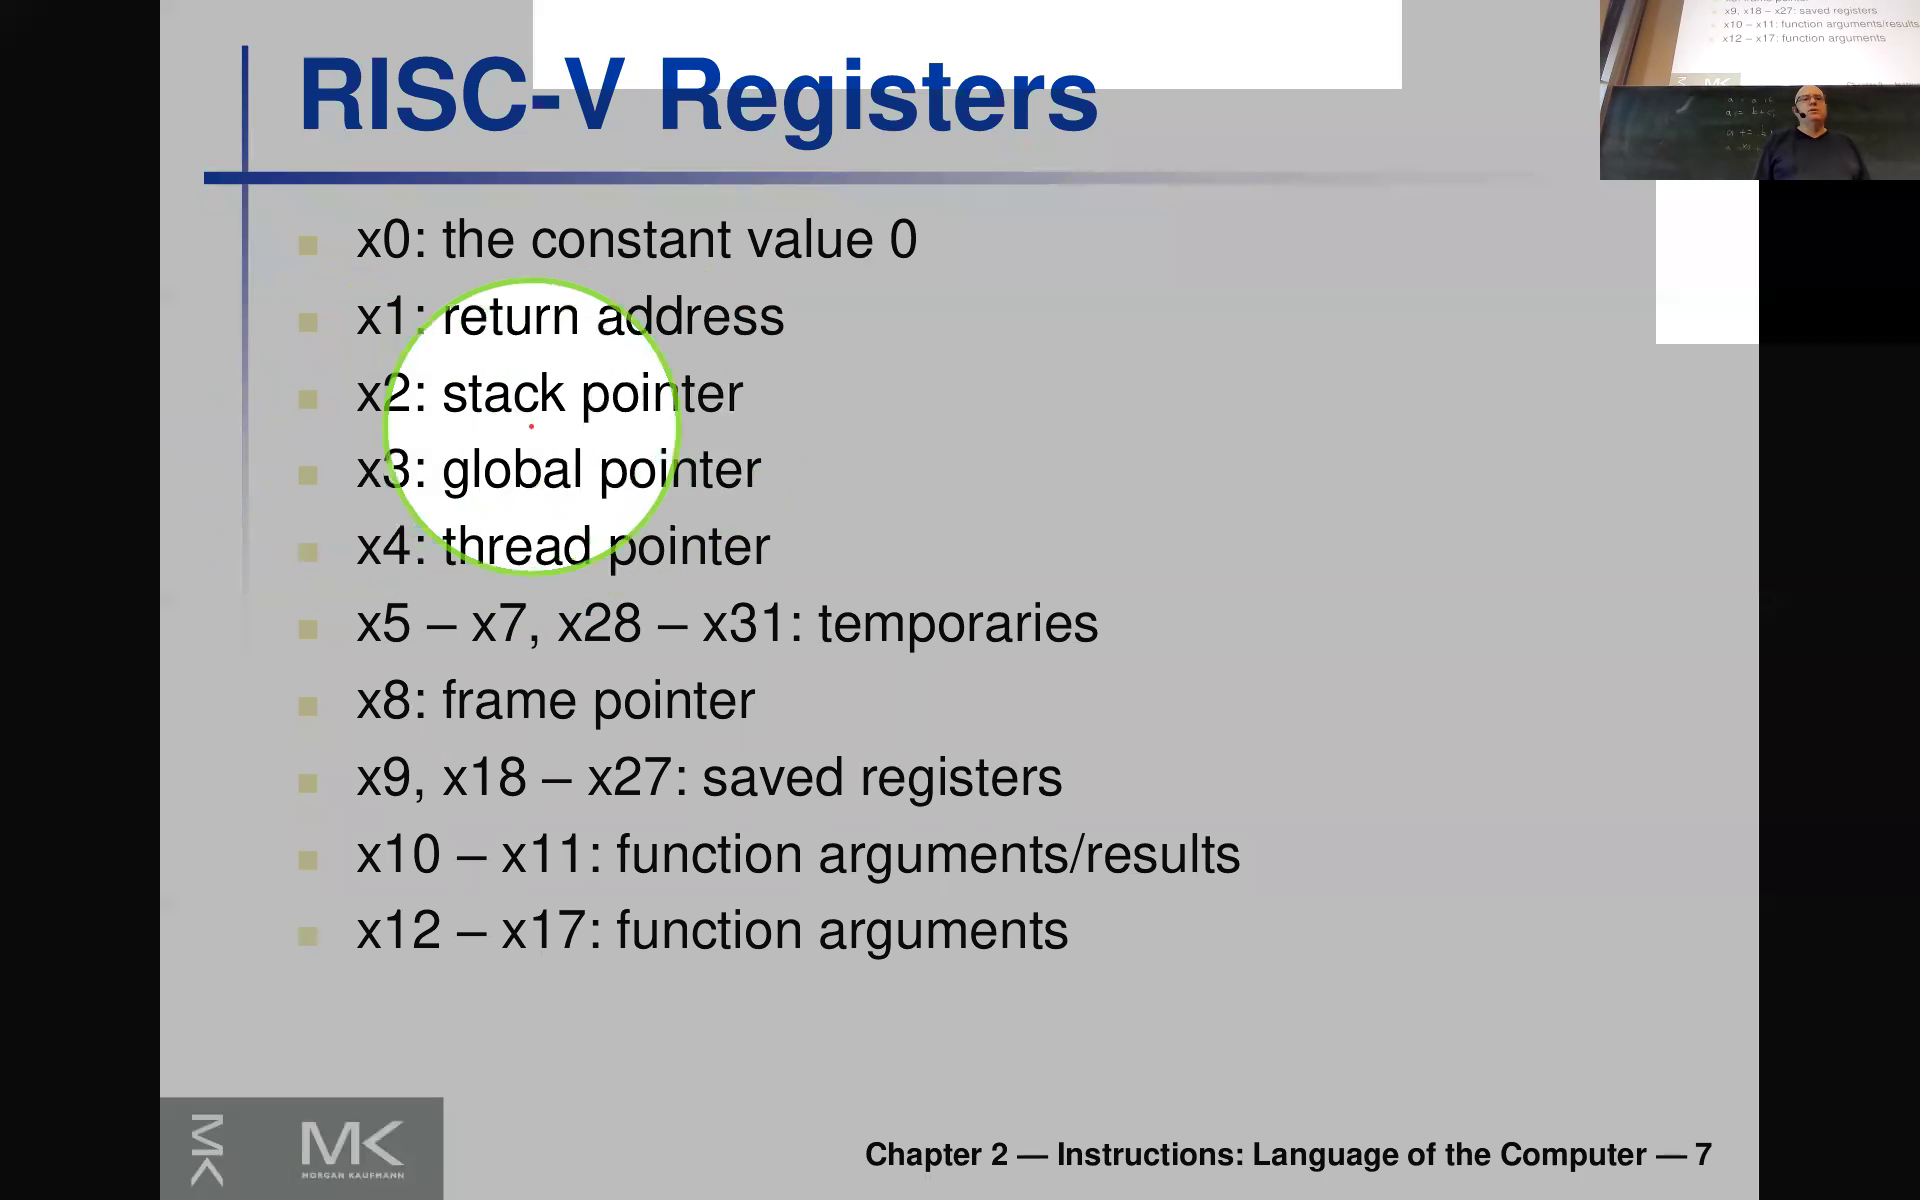 RISC-V Registers
x0: the constant value 0
x1: return address
x2: stack pointer
x3: global pointer
x4: thread pointer
x5 – x7, x28 – x31: temporaries
x8: frame pointer
x9, x18 – x27: saved registers
x10 – x11: function arguments/results
x12 – x17: function arguments
MK
MK
MORGAN KAUFMANN
Chapter 2 — Instructions: Language of the Computer — 7
x9, x18 – x27: saved registers
x10 – x11: function arguments/results
x12 – x17: function arguments